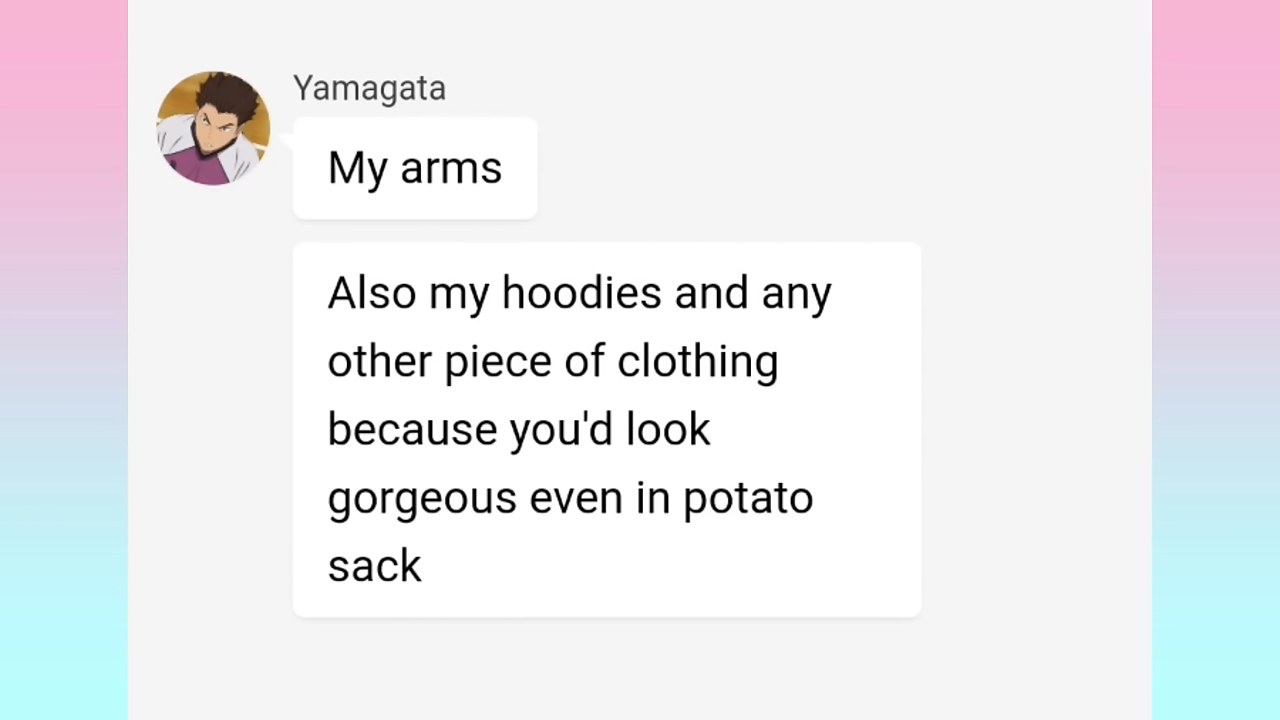 Yamagata
My arms
Also my hoodies and any
other piece of clothing
because you'd look
gorgeous even in potato
sack